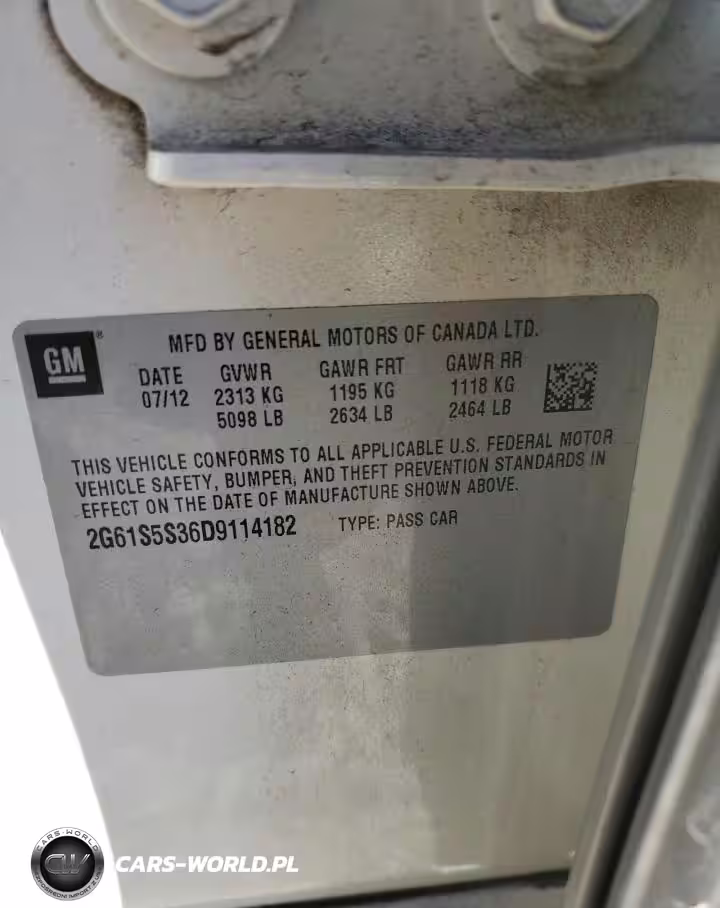 GM®
MFD BY GENERAL MOTORS OF CANADA LTD.
DATE GVWR GAWR FRT GAWR RR
07/12 2313 KG 1195 KG 1118 KG
5098 LB 2634 LB 2464 LB
THIS VEHICLE CONFORMS TO ALL APPLICABLE U.S. FEDERAL MOTOR
VEHICLE SAFETY, BUMPER, AND THEFT PREVENTION STANDARDS IN
EFFECT ON THE DATE OF MANUFACTURE SHOWN ABOVE.
2G61S5S36D9114182 TYPE: PASS CAR
CARS-WORLD
CW
CARS-WORLD.PL